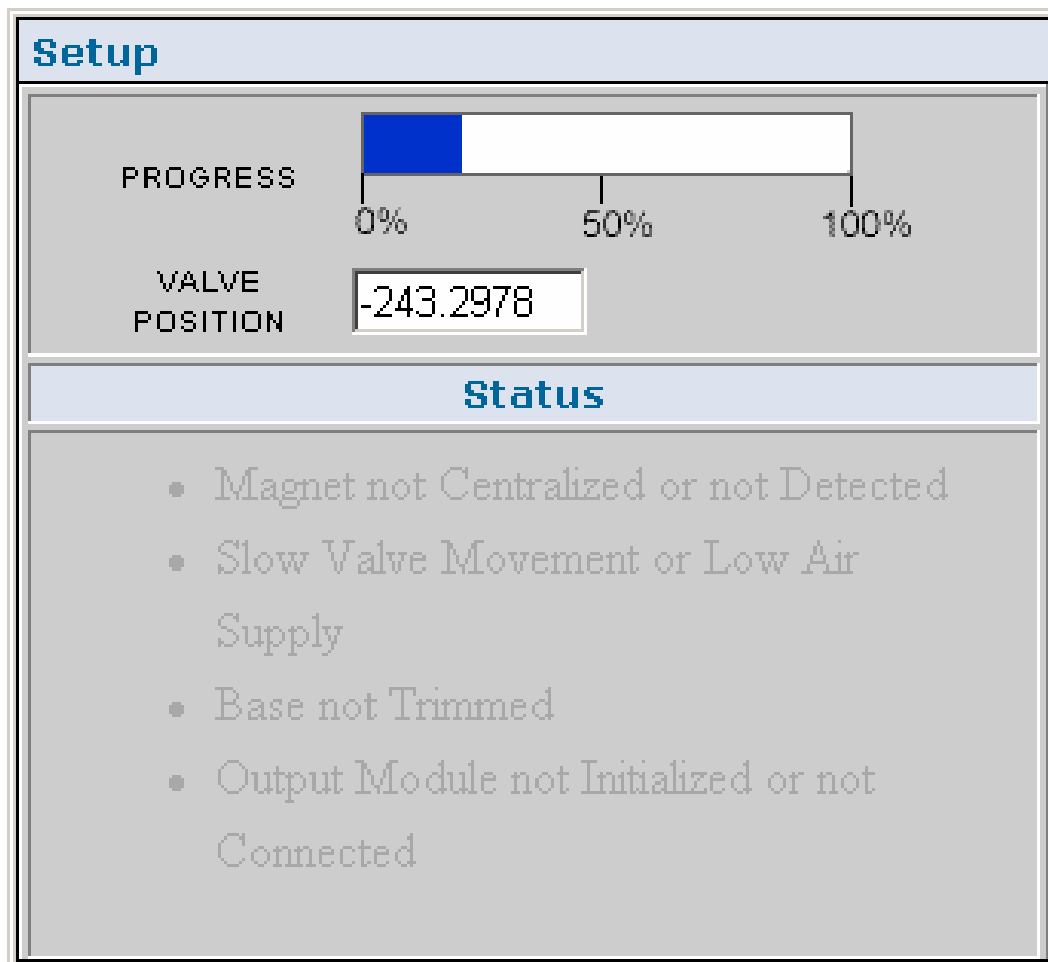 Setup
PROGRESS
0% 50% 100%
VALVE
POSITION
-243.2978
Status
• Magnet not Centralized or not Detected
• Slow Valve Movement or Low Air
Supply
• Base not Trimmed
• Output Module not Initialized or not
Connected